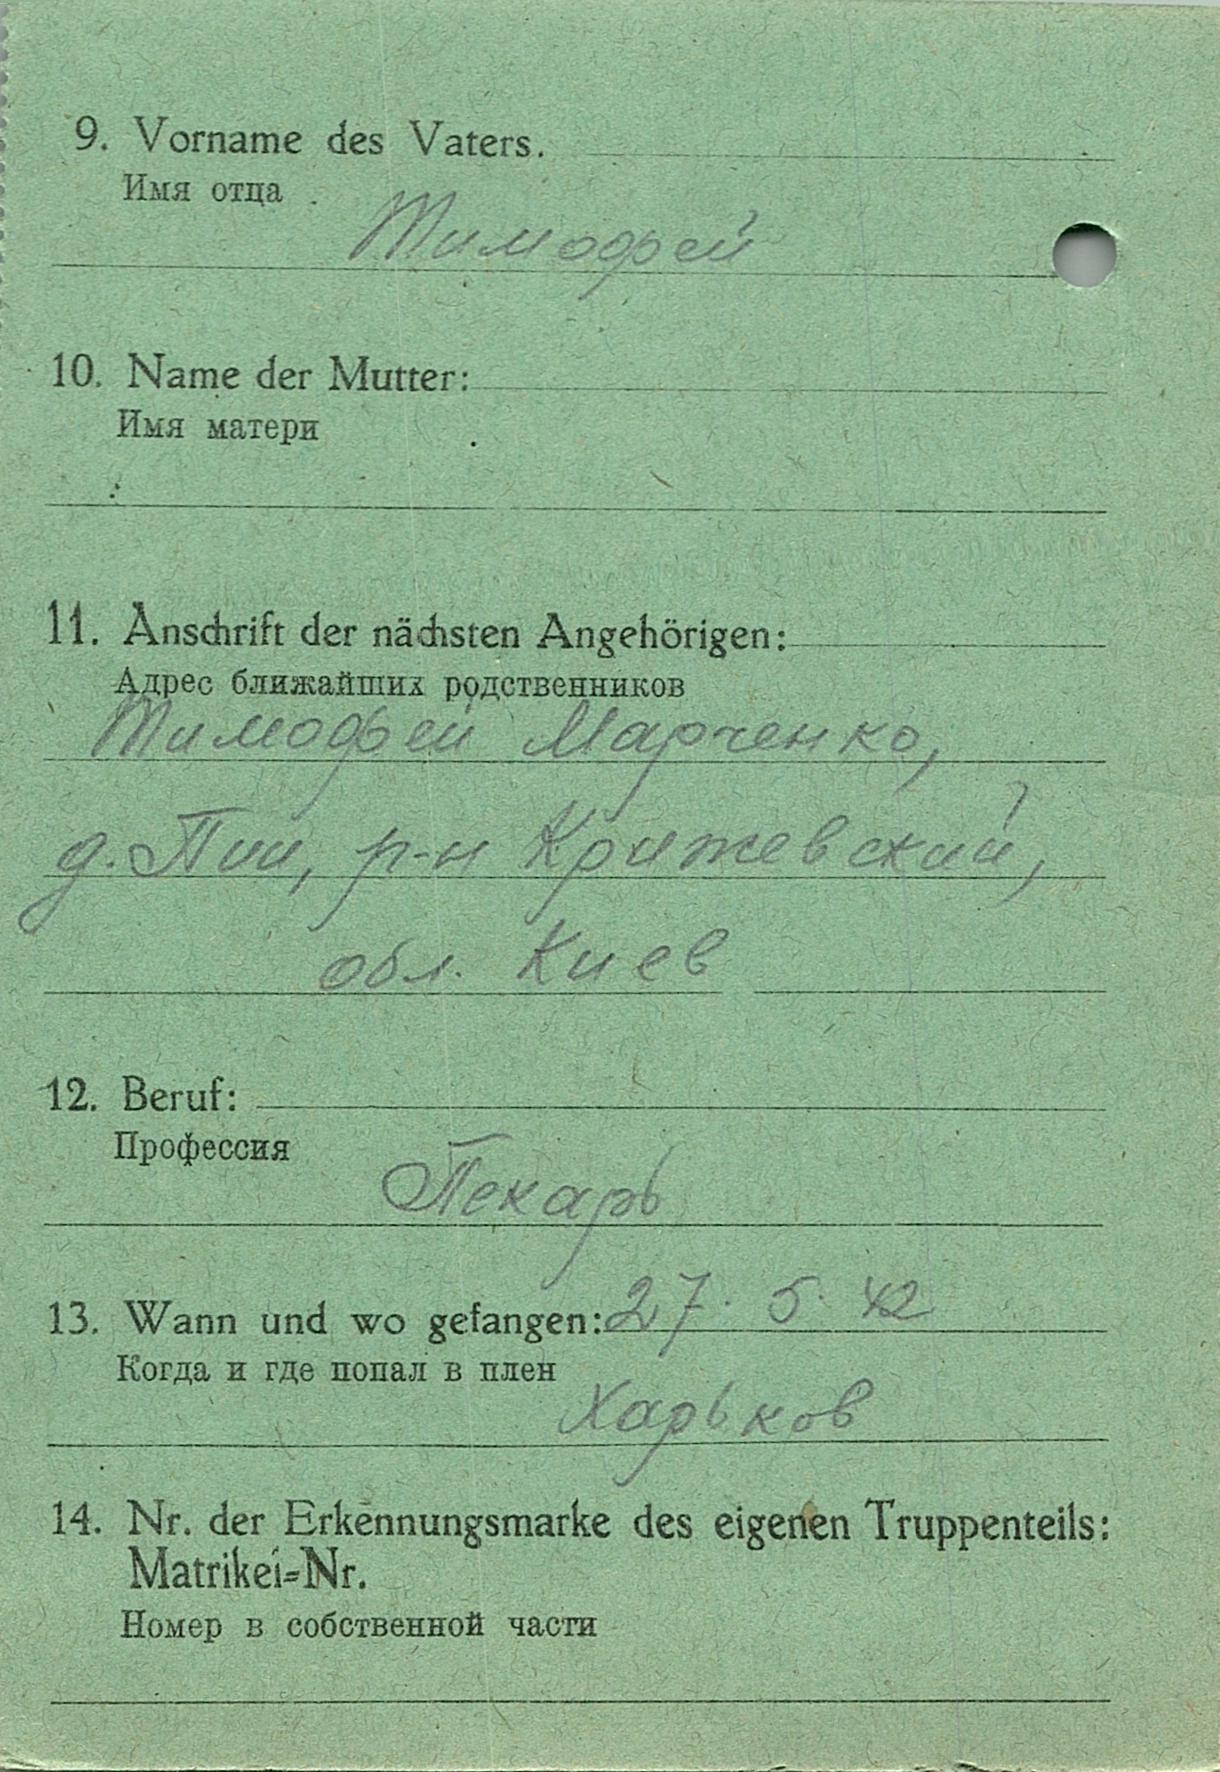 9. Vorname des Vaters.
Имя отца
Тимофей
10. Name der Mutter:
Имя матери
11. Anschrift der nächsten Angehörigen:
Адрес ближайших родственников
Тимофей Марченко,
д. Пии, р-н Крижевский,
обл. Киев
12. Beruf:
Профессия
Пекарь
13. Wann und wo gefangen: 27. 5. 42
Когда и где попал в плен
Харьков
14. Nr. der Erkennungsmarke des eigenen Truppenteils:
Matrikei=Nr.
Номер в собственной части